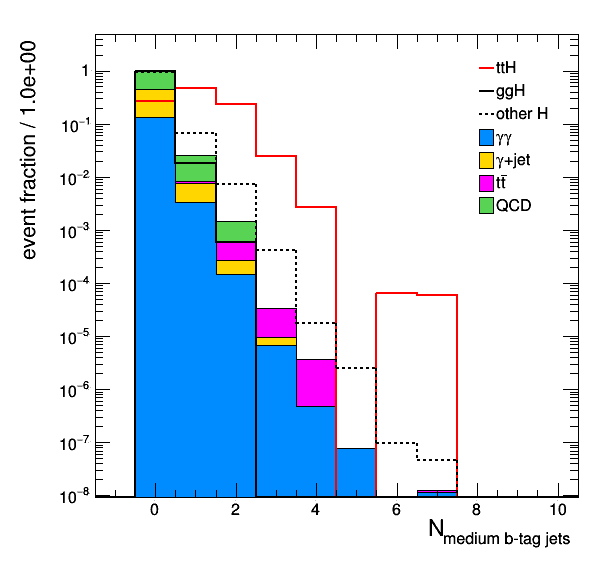 event fraction / 1.0e+00
1
10⁻¹
10⁻²
10⁻³
10⁻⁴
10⁻⁵
10⁻⁶
10⁻⁷
10⁻⁸
ttH
ggH
other H
γγ
γ+jet
tt̄
QCD
0 2 4 6 8 10
N medium b-tag jets